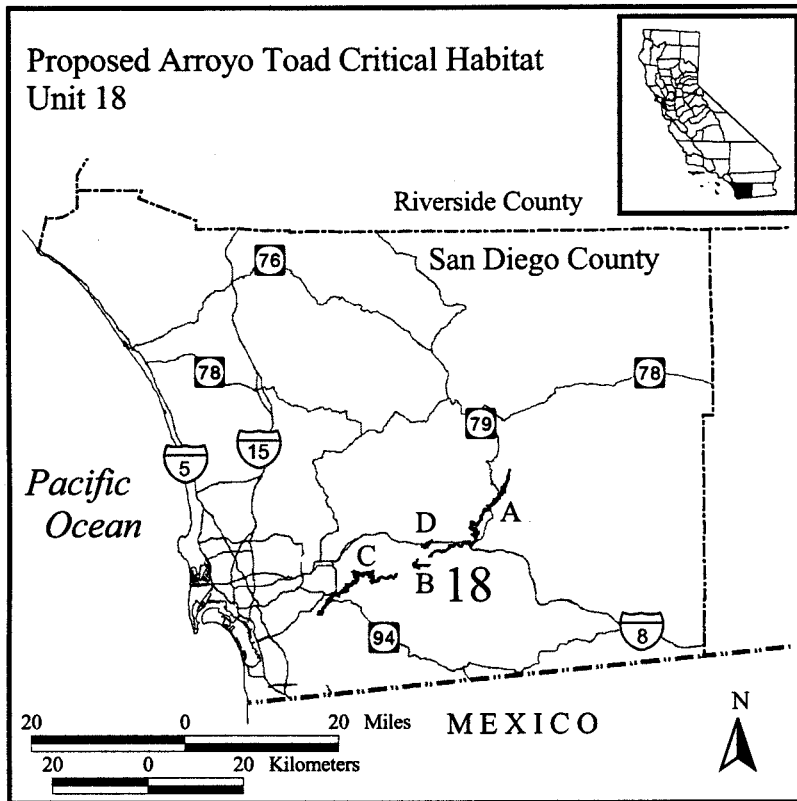 Proposed Arroyo Toad Critical Habitat
Unit 18
Riverside County
San Diego County
76
78
78
79
5
15
Pacific
Ocean
A
D
C
B
18
94
8
20 0 20 Miles
20 0 20 Kilometers
MEXICO
N